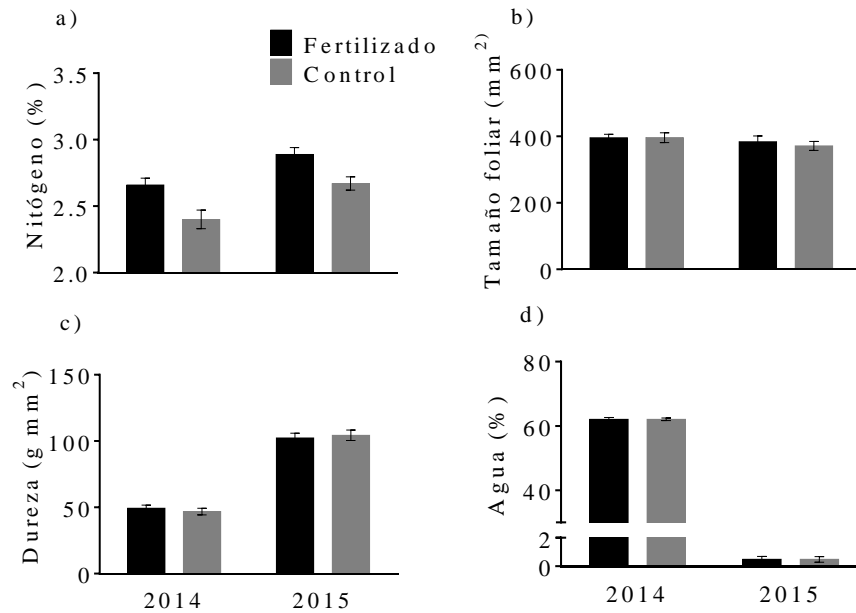 a)
Fertilizado
Control
Nitógeno (%)
3.5
3.0
2.5
2.0
b)
Tamaño foliar (mm²)
600
400
200
0
c)
Dureza (g mm²)
150
100
50
0
2014 2015
d)
Agua (%)
80
60
40
2
0
2014 2015